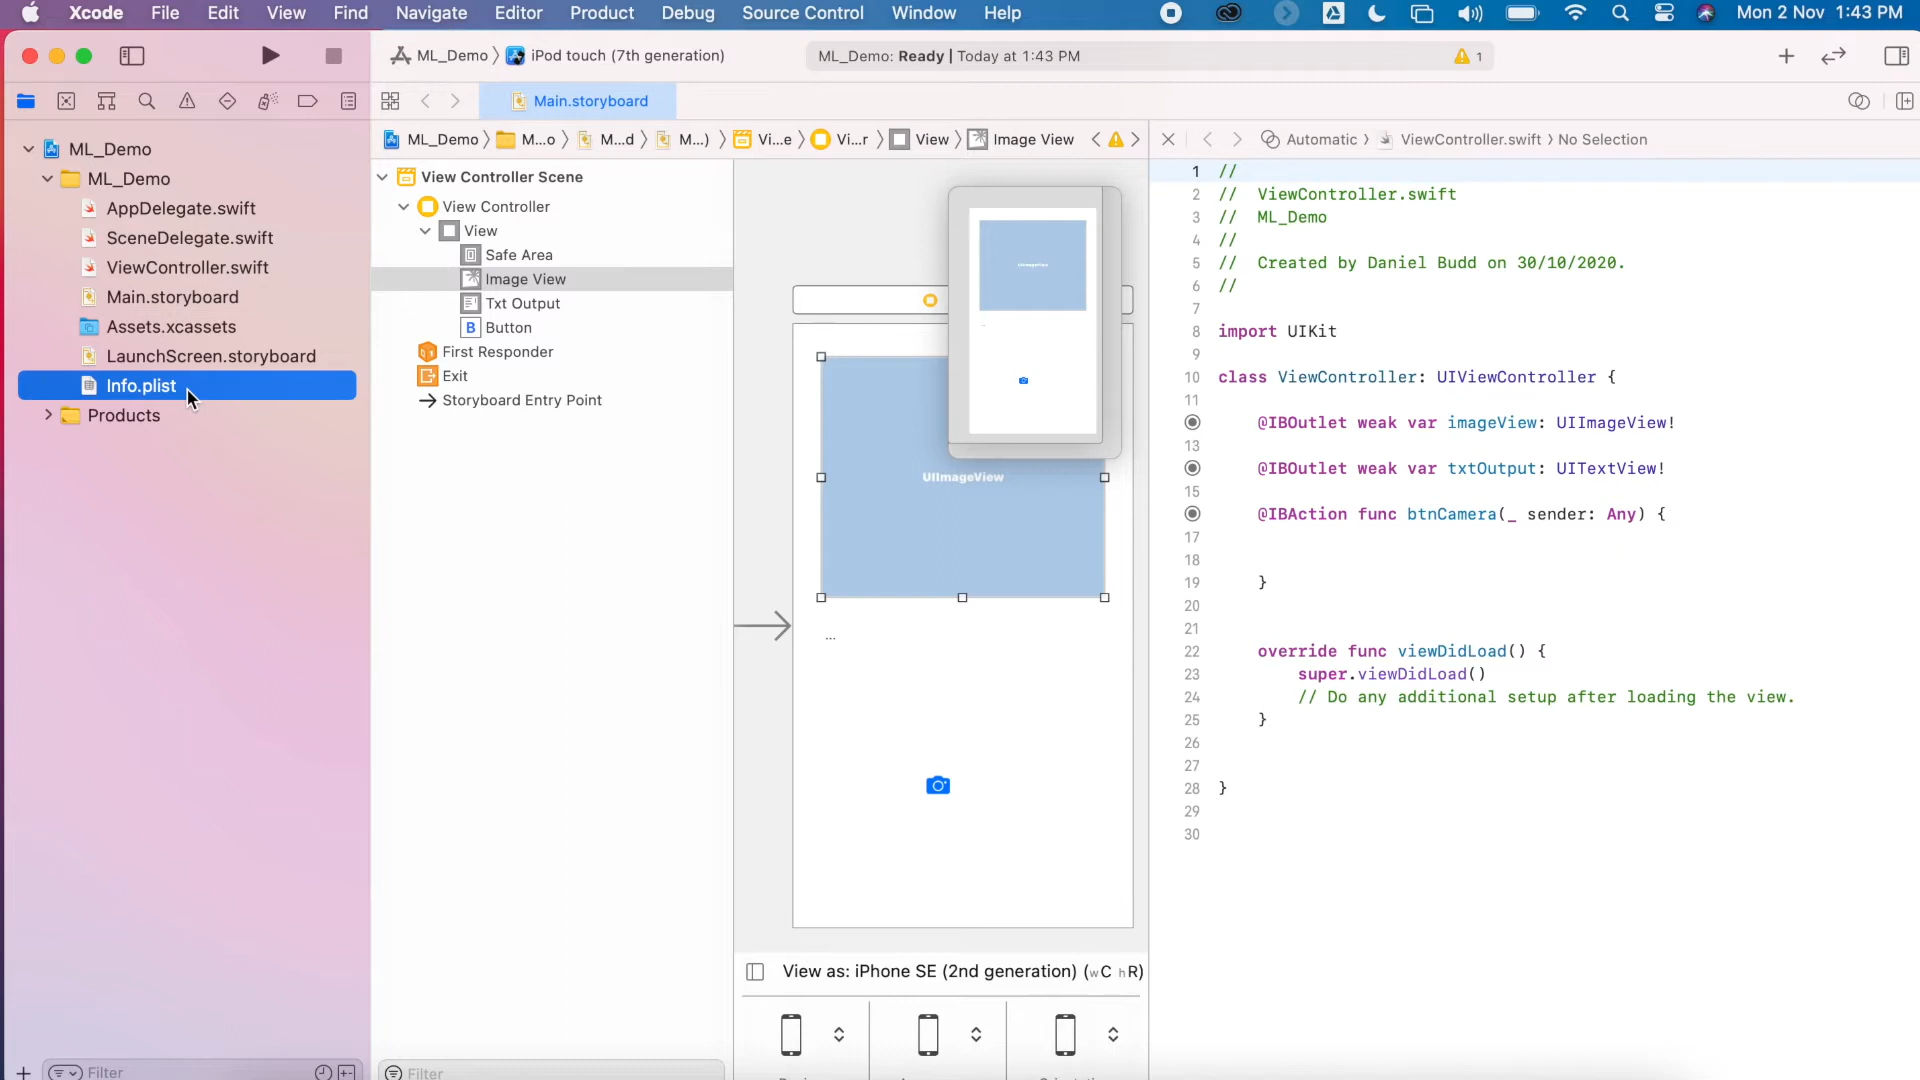 Xcode File Edit View Find Navigate Editor Product Debug Source Control Window Help Mon 2 Nov 1:43 PM
ML_Demo iPod touch (7th generation) ML_Demo: Ready | Today at 1:43 PM 1
Main.storyboard
ML_Demo M...o M...d M...) Vi...e Vi...r View Image View Automatic ViewController.swift No Selection
ML_Demo
ML_Demo
AppDelegate.swift
SceneDelegate.swift
ViewController.swift
Main.storyboard
Assets.xcassets
LaunchScreen.storyboard
Info.plist
Products
Filter
View Controller Scene
View Controller
View
Safe Area
Image View
Txt Output
B Button
First Responder
Exit
Storyboard Entry Point
Filter
UIImageView
UIImageView
...
View as: iPhone SE (2nd generation) (wC hR)
1 //
2 // ViewController.swift
3 // ML_Demo
4 //
5 // Created by Daniel Budd on 30/10/2020.
6 //
7
8 import UIKit
9
10 class ViewController: UIViewController {
11
@IBOutlet weak var imageView: UIImageView!
13
@IBOutlet weak var txtOutput: UITextView!
15
@IBAction func btnCamera(_ sender: Any) {
17
18
19 }
20
21
22 override func viewDidLoad() {
23 super.viewDidLoad()
24 // Do any additional setup after loading the view.
25 }
26
27
28 }
29
30